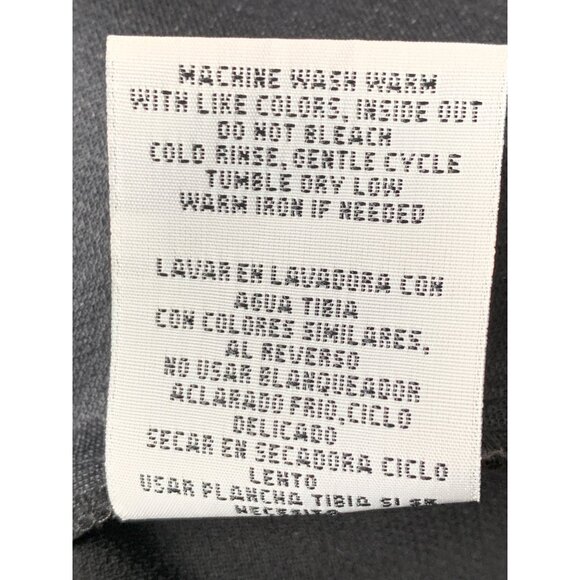 MACHINE WASH WARM
WITH LIKE COLORS, INSIDE OUT
DO NOT BLEACH
COLD RINSE, GENTLE CYCLE
TUMBLE DRY LOW
WARM IRON IF NEEDED
LAVAR EN LAVADORA CON
AGUA TIBIA
CON COLORES SIMILARES,
AL REVERSO
NO USAR BLANQUEADOR
ACLARADO FRIO, CICLO
DELICADO
SECAR EN SECADORA CICLO
LENTO
USAR PLANCHA TIBIA SI